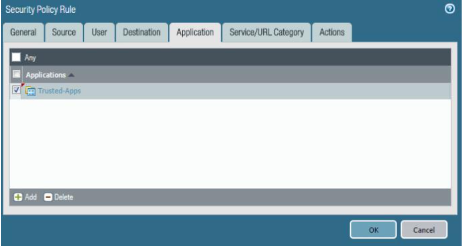 Security Policy Rule
General Source User Destination Application Service/URL Category Actions
Any
Applications
Trusted-Apps
Add Delete
OK Cancel